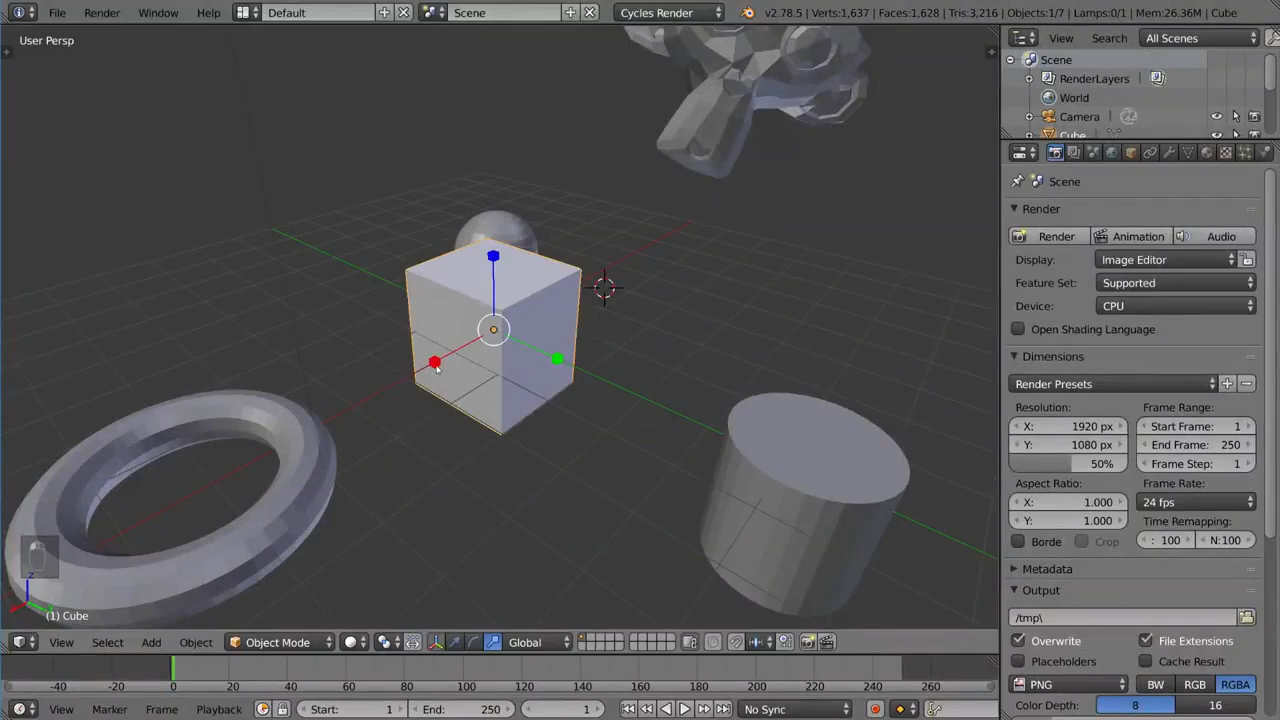 File Render Window Help Default Scene Cycles Render v2.78.5 | Verts:1,637 | Faces:1,628 | Tris:3,216 | Objects:1/7 | Lamps:0/1 | Mem:26.36M | Cube
User Persp
View Search All Scenes
Scene
RenderLayers
World
Camera
Cube
Scene
Render
Render Animation Audio
Display: Image Editor
Feature Set: Supported
Device: CPU
Open Shading Language
Dimensions
Render Presets
Resolution: Frame Range:
X: 1920 px Start Frame: 1
Y: 1080 px End Frame: 250
50% Frame Step: 1
Aspect Ratio: Frame Rate:
X: 1.000 24 fps
Y: 1.000 Time Remapping:
Borde Crop : 100 N:100
Metadata
Output
/tmp\
Overwrite File Extensions
Placeholders Cache Result
PNG BW RGB RGBA
Color Depth: 8 16
z
(1) Cube
View Select Add Object Object Mode Global
-40 -20 0 20 40 60 80 100 120 140 160 180 200 220 240 260
View Marker Frame Playback Start: 1 End: 250 1 No Sync